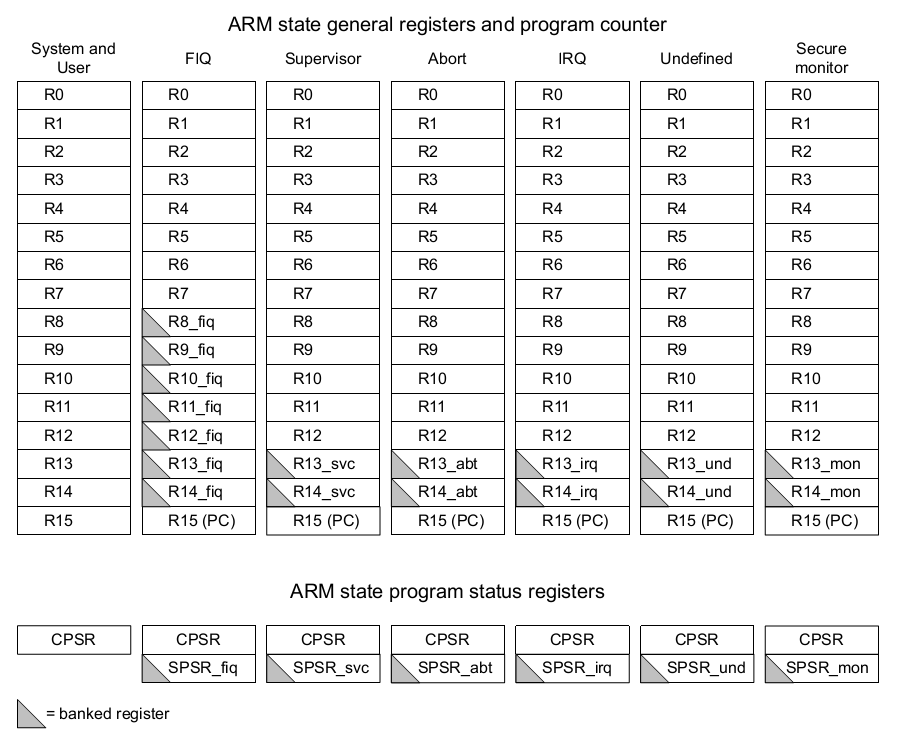 ARM state general registers and program counter
System and User FIQ Supervisor Abort IRQ Undefined Secure monitor
R0 R0 R0 R0 R0 R0 R0
R1 R1 R1 R1 R1 R1 R1
R2 R2 R2 R2 R2 R2 R2
R3 R3 R3 R3 R3 R3 R3
R4 R4 R4 R4 R4 R4 R4
R5 R5 R5 R5 R5 R5 R5
R6 R6 R6 R6 R6 R6 R6
R7 R7 R7 R7 R7 R7 R7
R8 R8_fiq R8 R8 R8 R8 R8
R9 R9_fiq R9 R9 R9 R9 R9
R10 R10_fiq R10 R10 R10 R10 R10
R11 R11_fiq R11 R11 R11 R11 R11
R12 R12_fiq R12 R12 R12 R12 R12
R13 R13_fiq R13_svc R13_abt R13_irq R13_und R13_mon
R14 R14_fiq R14_svc R14_abt R14_irq R14_und R14_mon
R15 R15 (PC) R15 (PC) R15 (PC) R15 (PC) R15 (PC) R15 (PC)
ARM state program status registers
CPSR CPSR CPSR CPSR CPSR CPSR CPSR
SPSR_fiq SPSR_svc SPSR_abt SPSR_irq SPSR_und SPSR_mon
= banked register